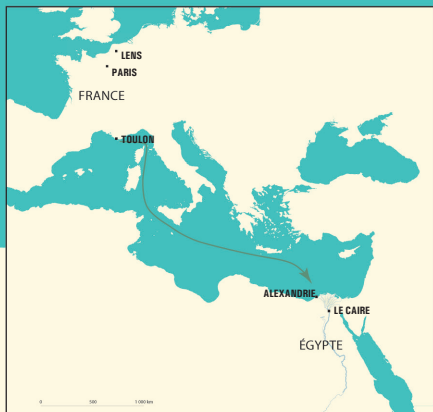 LENS
PARIS
FRANCE
TOULON
ALEXANDRIE
LE CAIRE
ÉGYPTE
0 500 1 000 km